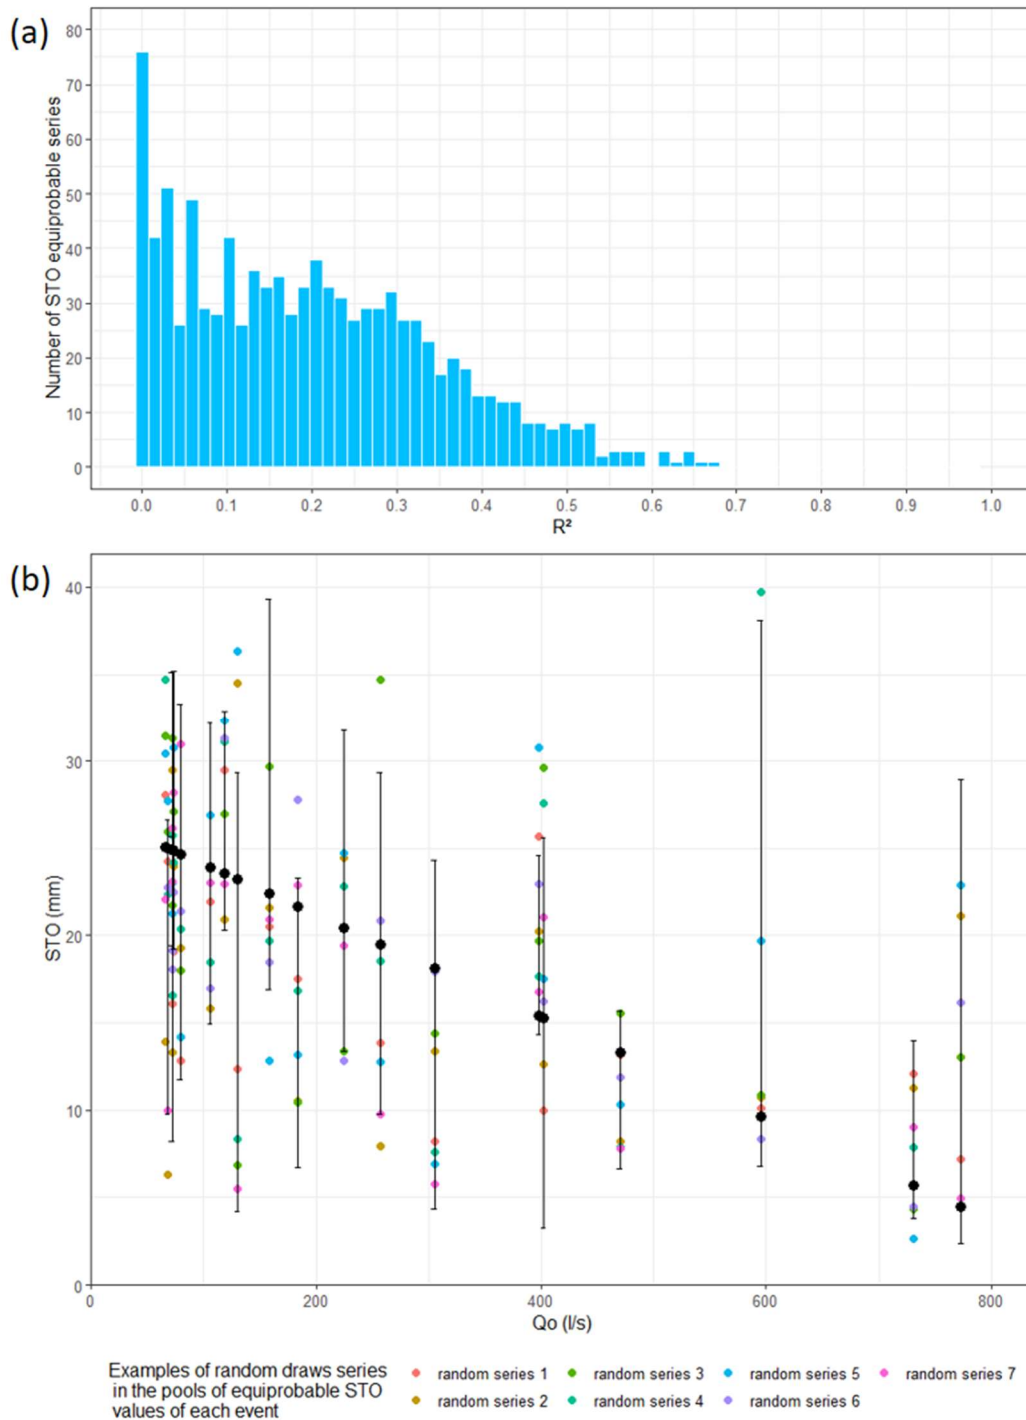 (a)
Number of STO equiprobable series
80
70
60
50
40
30
20
10
0
0.0 0.1 0.2 0.3 0.4 0.5 0.6 0.7 0.8 0.9 1.0
R²
(b)
STO (mm)
40
30
20
10
0
0 200 400 600 800
Qo (l/s)
Examples of random draws series
in the pools of equiprobable STO
values of each event
random series 1 random series 3 random series 5 random series 7
random series 2 random series 4 random series 6